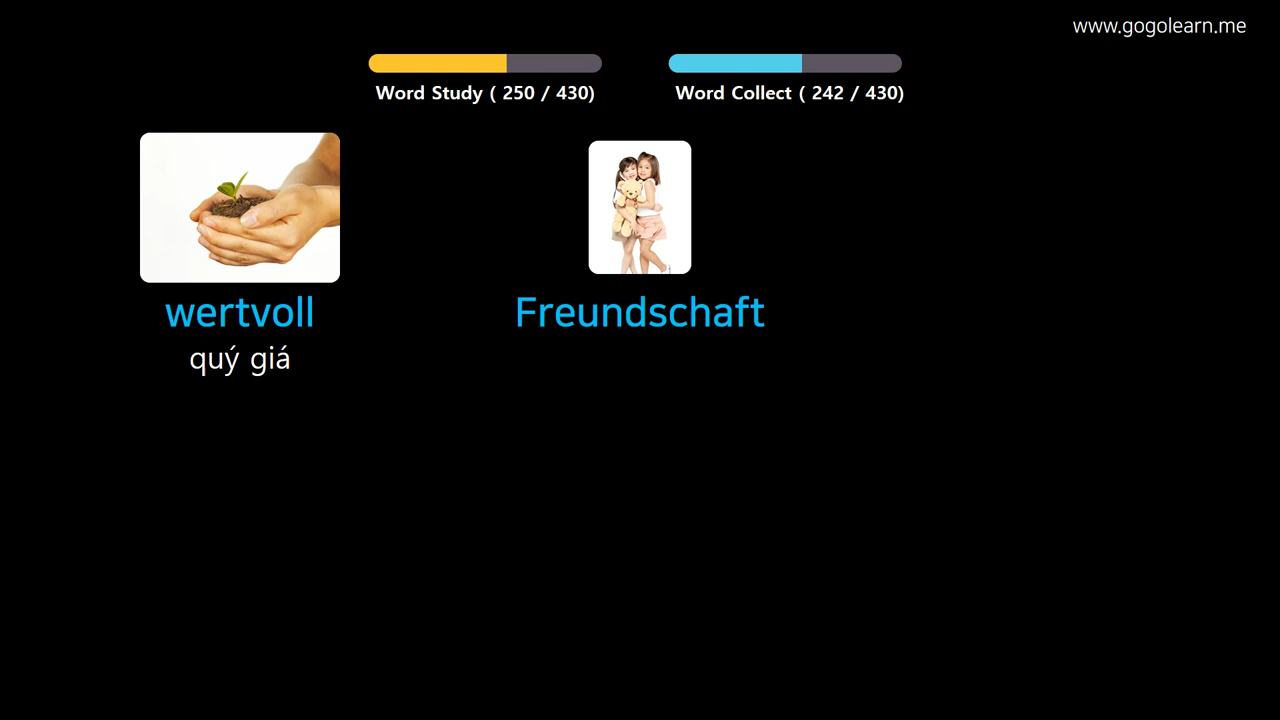 www.gogolearn.me
Word Study ( 250 / 430)
Word Collect ( 242 / 430)
wertvoll
quý giá
Freundschaft